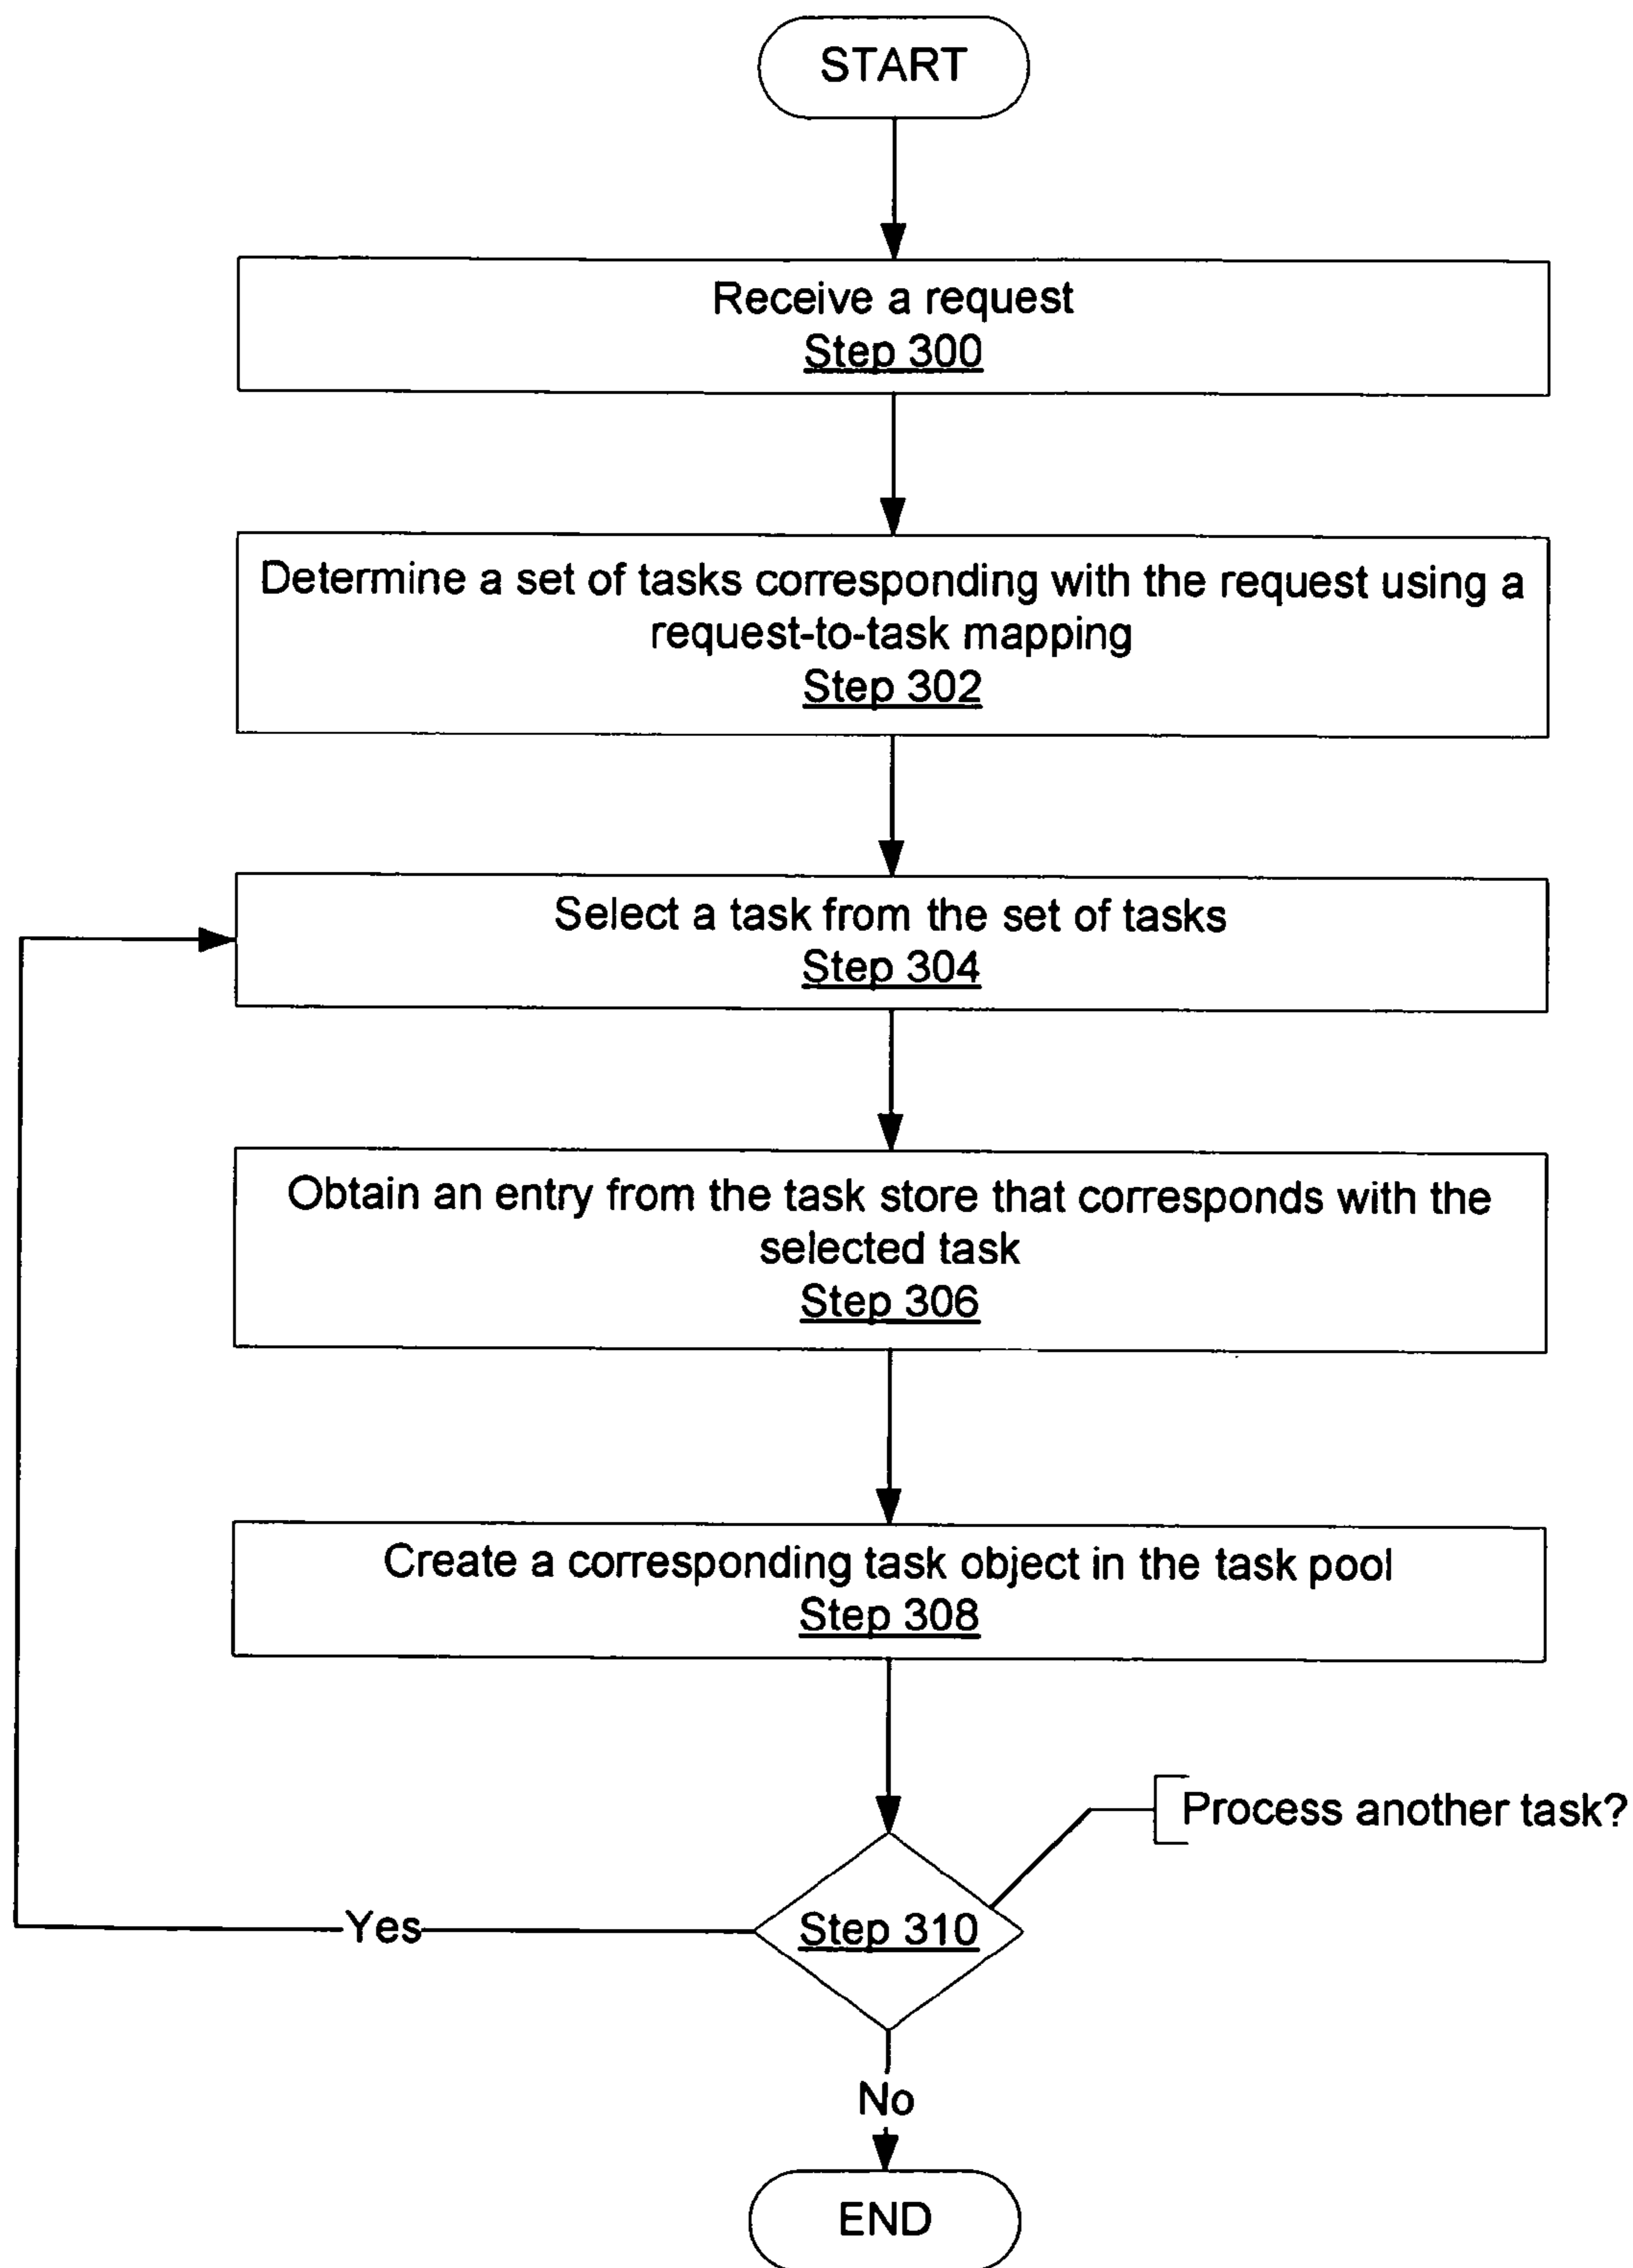 START
Receive a request
Step 300
Determine a set of tasks corresponding with the request using a
request-to-task mapping
Step 302
Select a task from the set of tasks
Step 304
Obtain an entry from the task store that corresponds with the
selected task
Step 306
Create a corresponding task object in the task pool
Step 308
Process another task?
Step 310
Yes
No
END